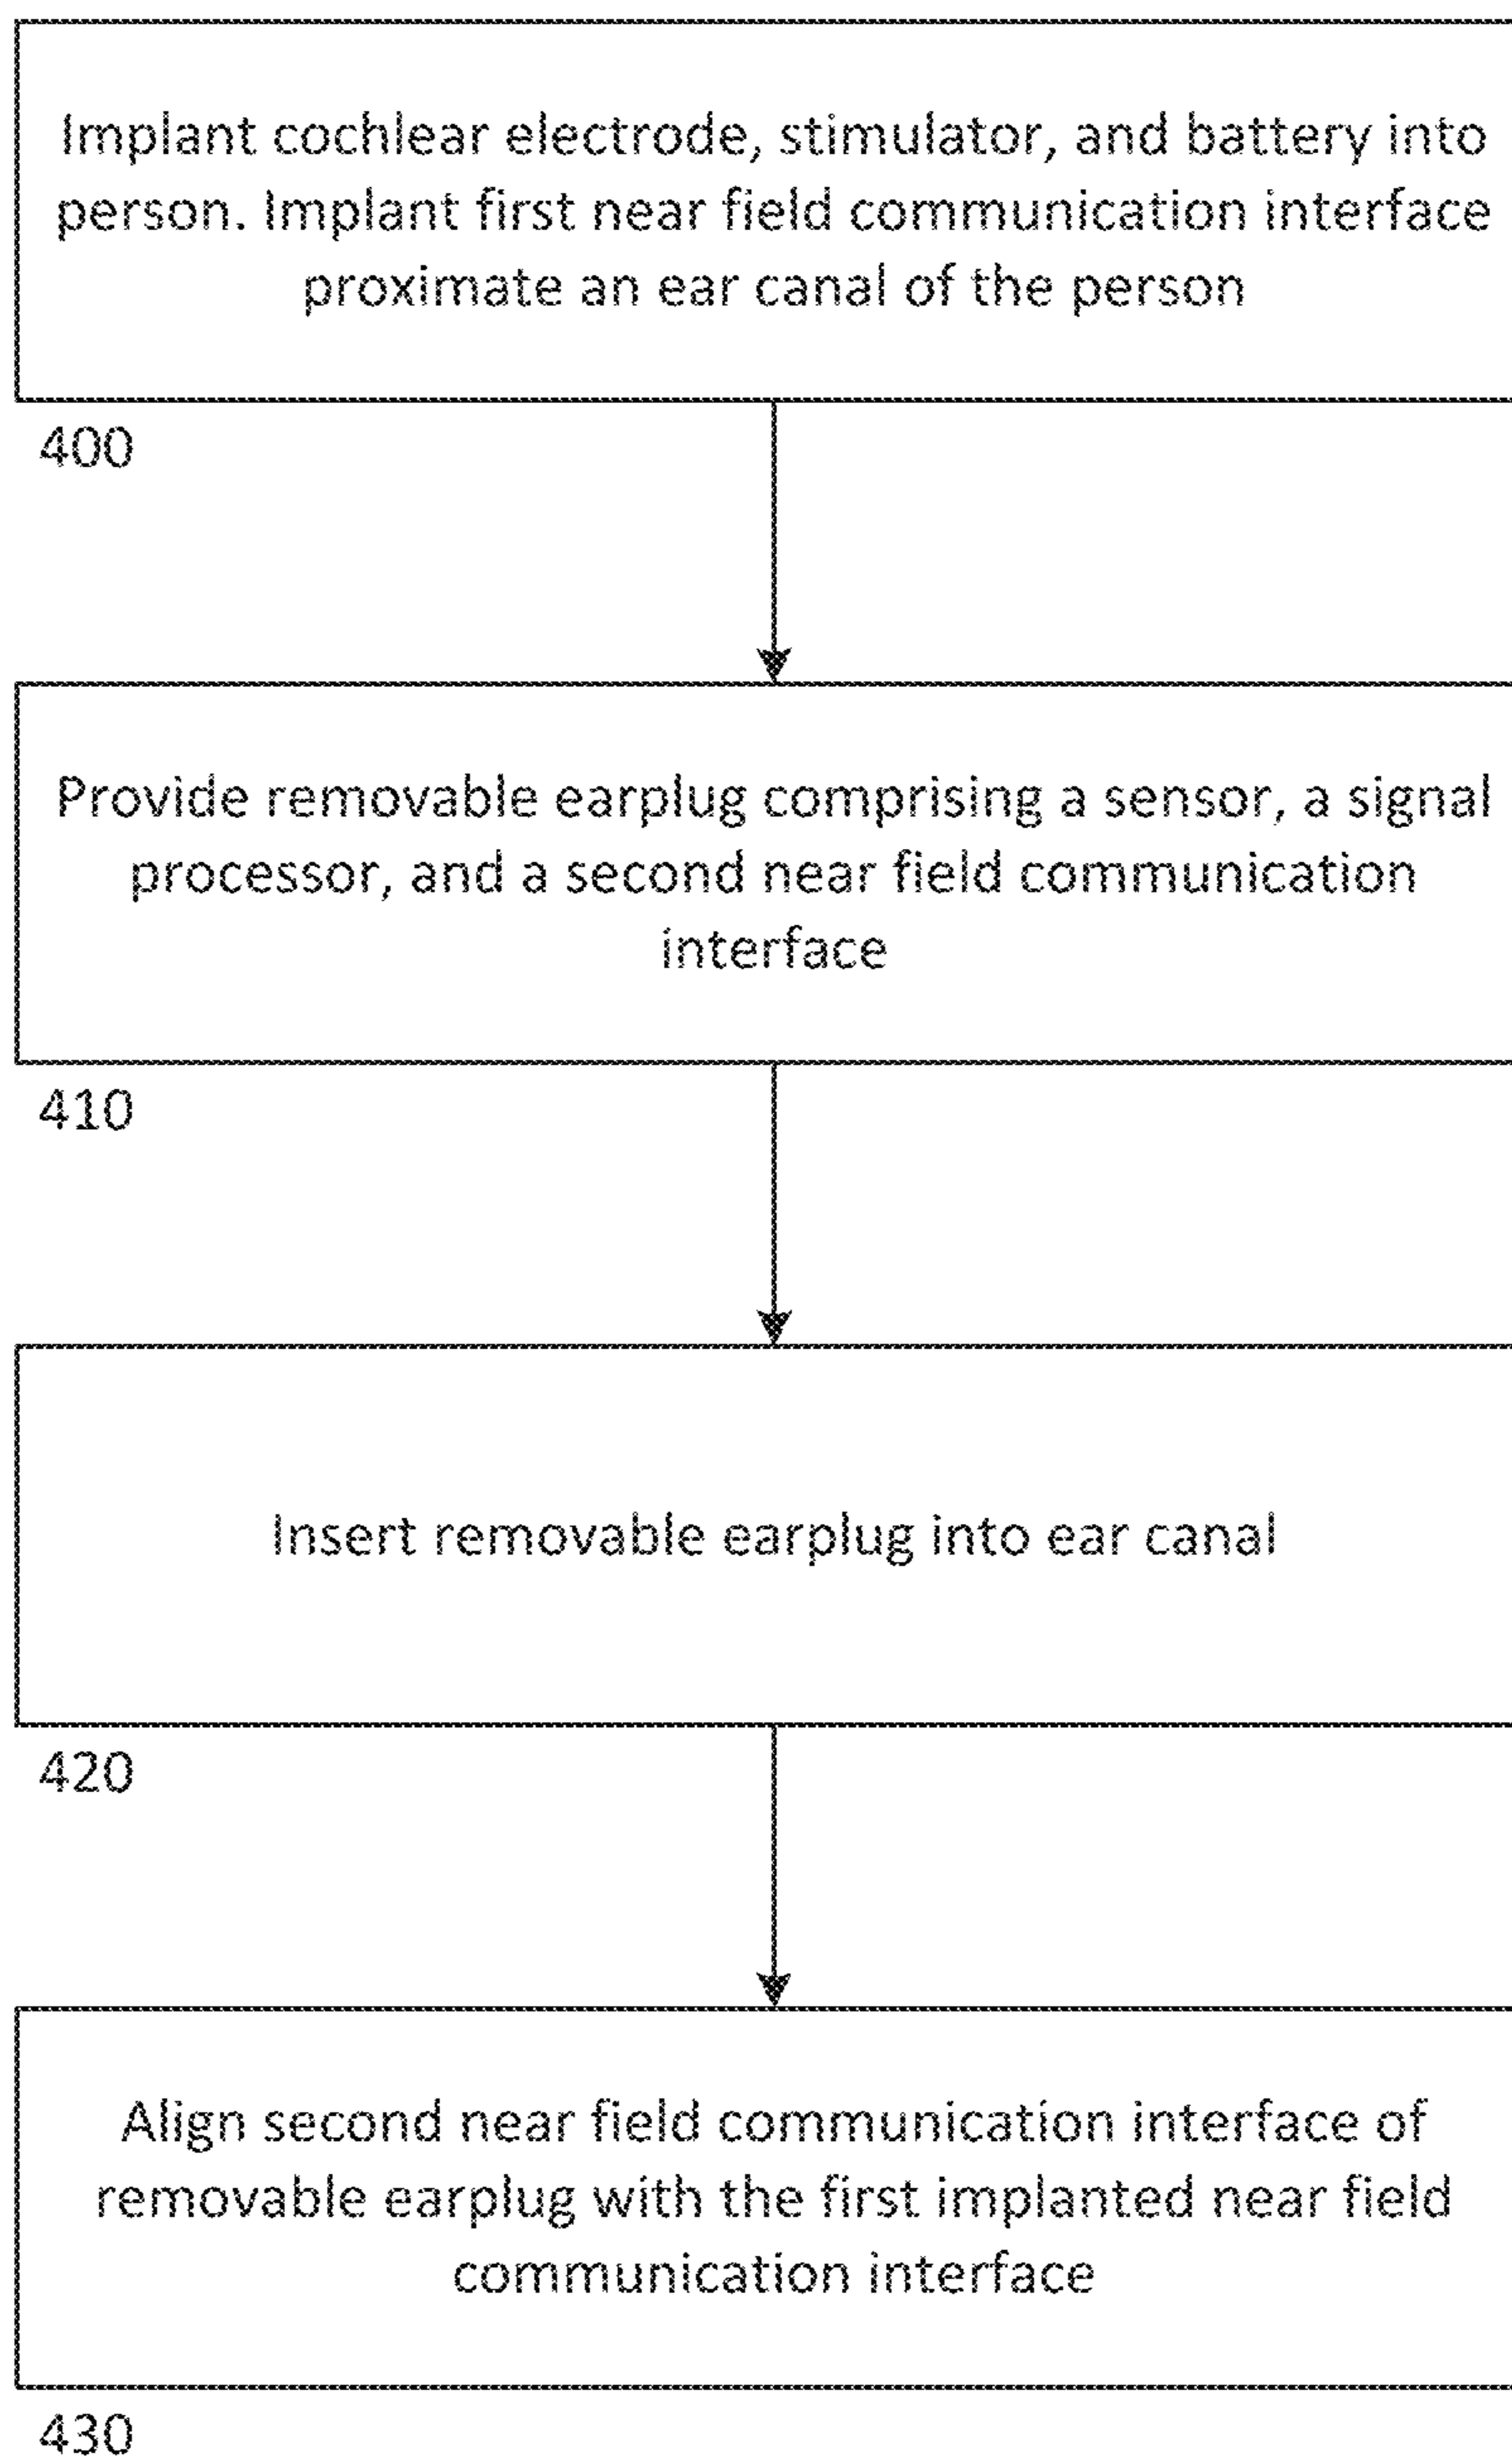 Implant cochlear electrode, stimulator, and battery into
person. Implant first near field communication interface
proximate an ear canal of the person
400
Provide removable earplug comprising a sensor, a signal
processor, and a second near field communication
interface
410
Insert removable earplug into ear canal
420
Align second near field communication interface of
removable earplug with the first implanted near field
communication interface
430